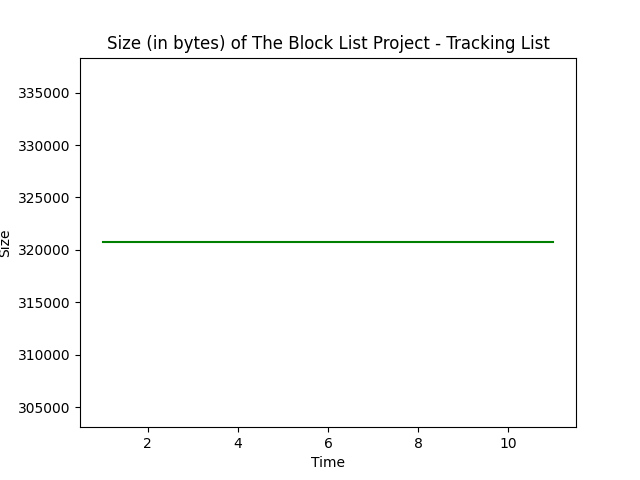 Size (in bytes) of The Block List Project - Tracking List
335000
330000
325000
320000
315000
310000
305000
Size
2 4 6 8 10
Time